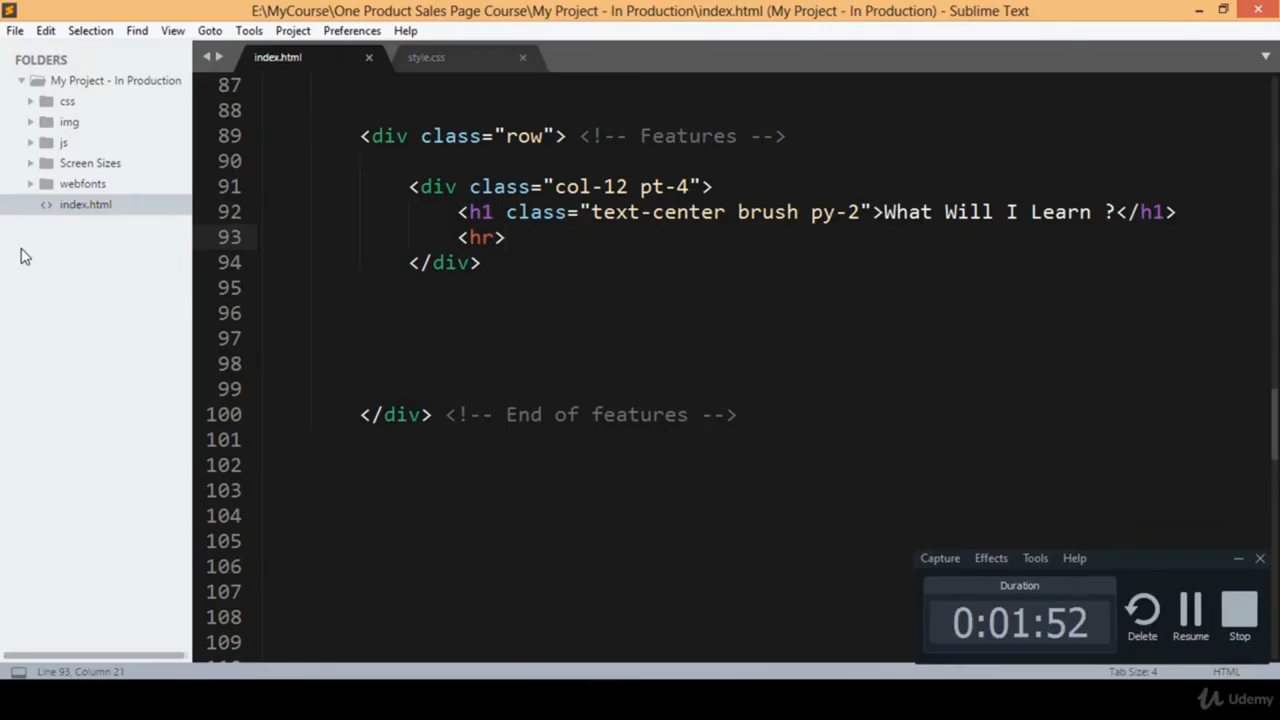 E:\MyCourse\One Product Sales Page Course\My Project - In Production\index.html (My Project - In Production) - Sublime Text
File Edit Selection Find View Goto Tools Project Preferences Help
FOLDERS
My Project - In Production
css
img
js
Screen Sizes
webfonts
<> index.html
index.html × style.css ×
87
88
89 <div class="row"> <!-- Features -->
90
91 <div class="col-12 pt-4">
92 <h1 class="text-center brush py-2">What Will I Learn ?</h1>
93 <hr>
94 </div>
95
96
97
98
99
100 </div> <!-- End of features -->
101
102
103
104
105
106
107
108
109
Capture Effects Tools Help
Duration
0:01:52
Delete Resume Stop
Line 93, Column 21 Tab Size: 4 HTML
Udemy